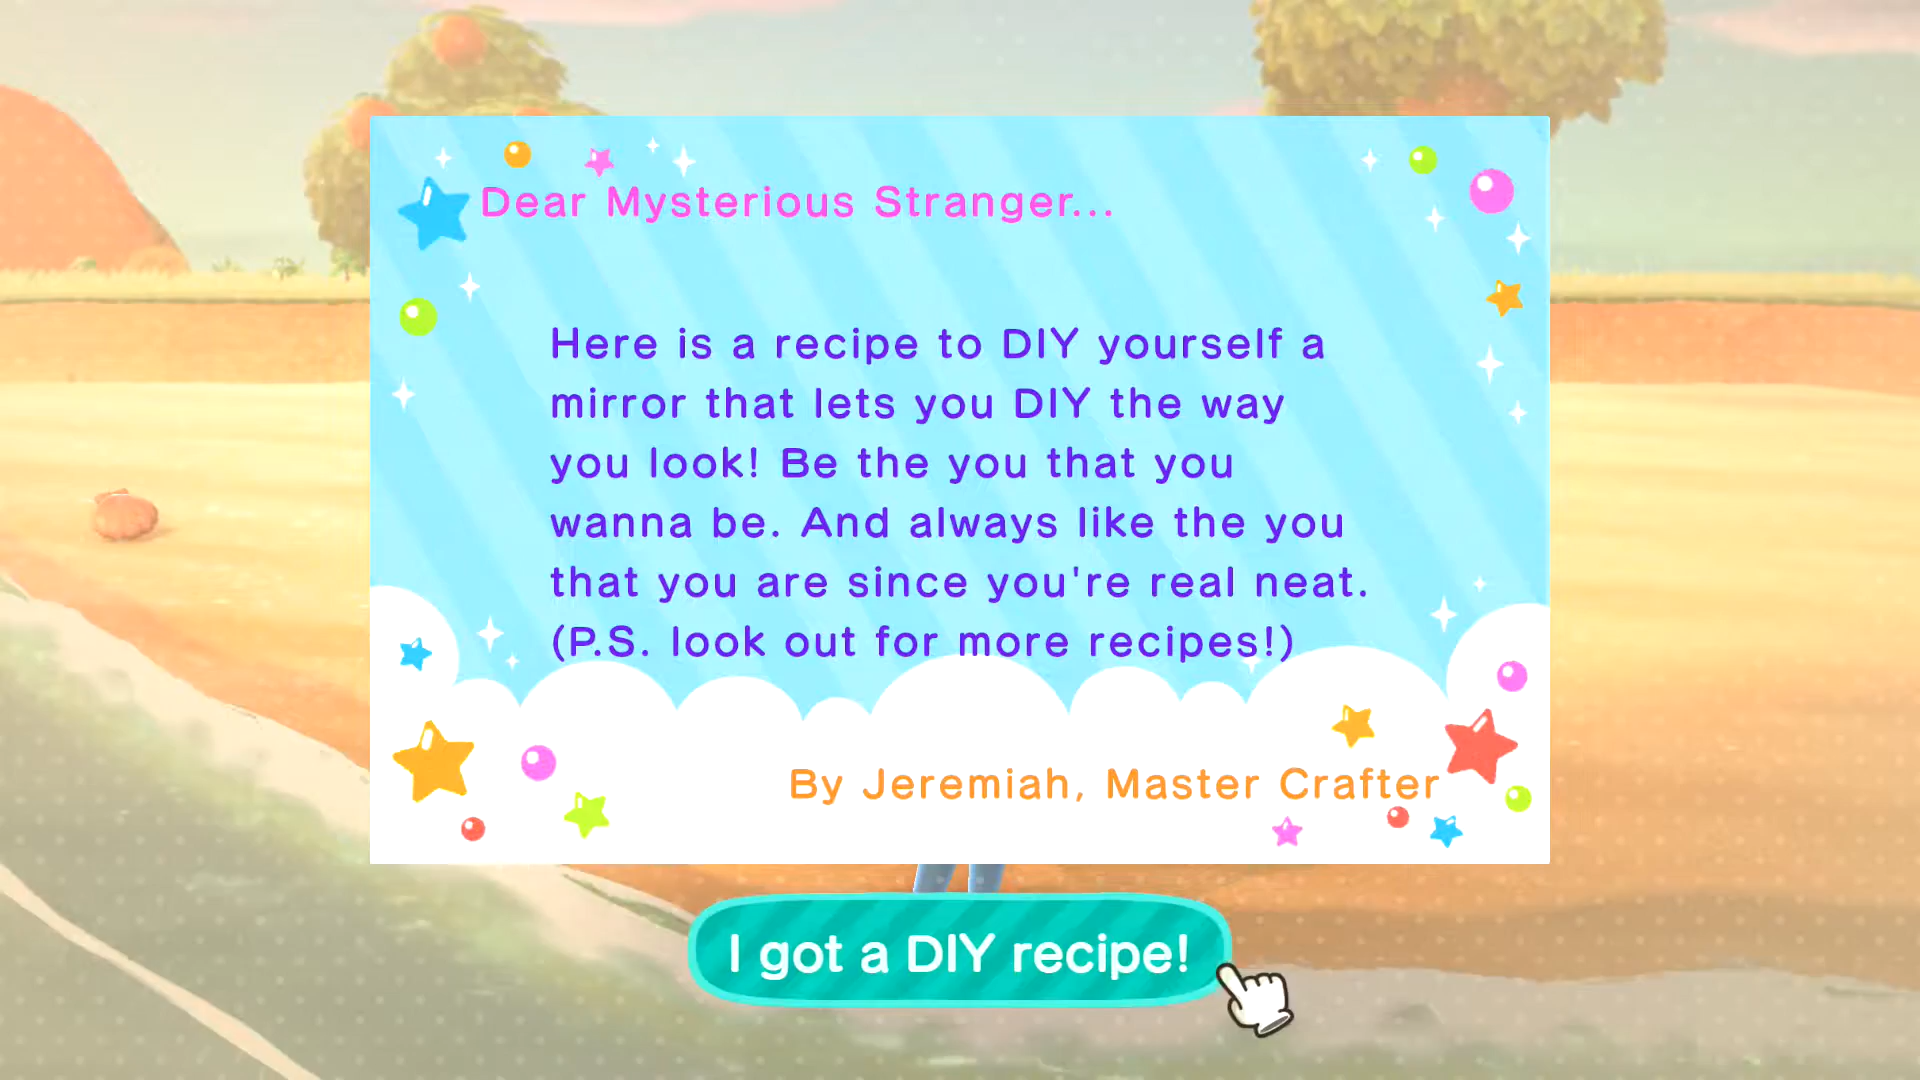 Dear Mysterious Stranger...
Here is a recipe to DIY yourself a
mirror that lets you DIY the way
you look! Be the you that you
wanna be. And always like the you
that you are since you're real neat.
(P.S. look out for more recipes!)
By Jeremiah, Master Crafter
I got a DIY recipe!